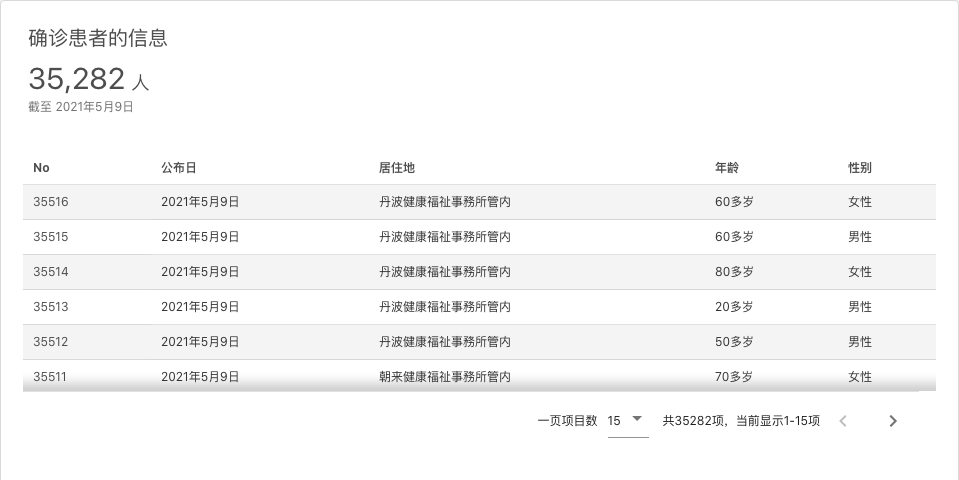 确诊患者的信息
35,282 人
截至 2021年5月9日
No 公布日 居住地 年龄 性别
35516 2021年5月9日 丹波健康福祉事務所管内 60多岁 女性
35515 2021年5月9日 丹波健康福祉事務所管内 60多岁 男性
35514 2021年5月9日 丹波健康福祉事務所管内 80多岁 女性
35513 2021年5月9日 丹波健康福祉事務所管内 20多岁 男性
35512 2021年5月9日 丹波健康福祉事務所管内 50多岁 男性
35511 2021年5月9日 朝来健康福祉事務所管内 70多岁 女性
一页项目数 15 共35282项，当前显示1-15项